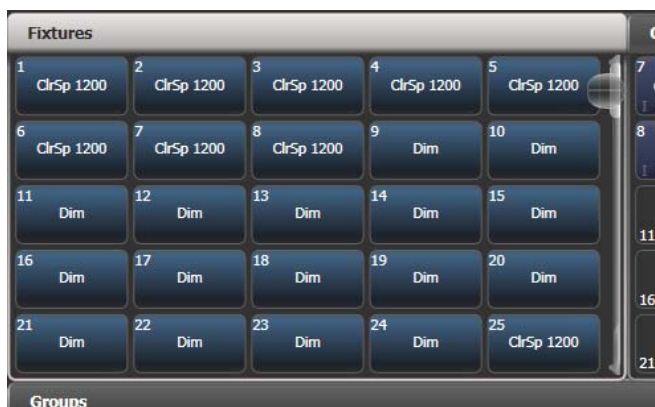 Fixtures
1 2 3 4 5 7
ClrSp 1200 ClrSp 1200 ClrSp 1200 ClrSp 1200 ClrSp 1200
6 7 8 9 10 8
ClrSp 1200 ClrSp 1200 ClrSp 1200 Dim Dim
11 12 13 14 15
Dim Dim Dim Dim Dim
11
16 17 18 19 20
Dim Dim Dim Dim Dim
16
21 22 23 24 25
Dim Dim Dim Dim ClrSp 1200
21
Groups